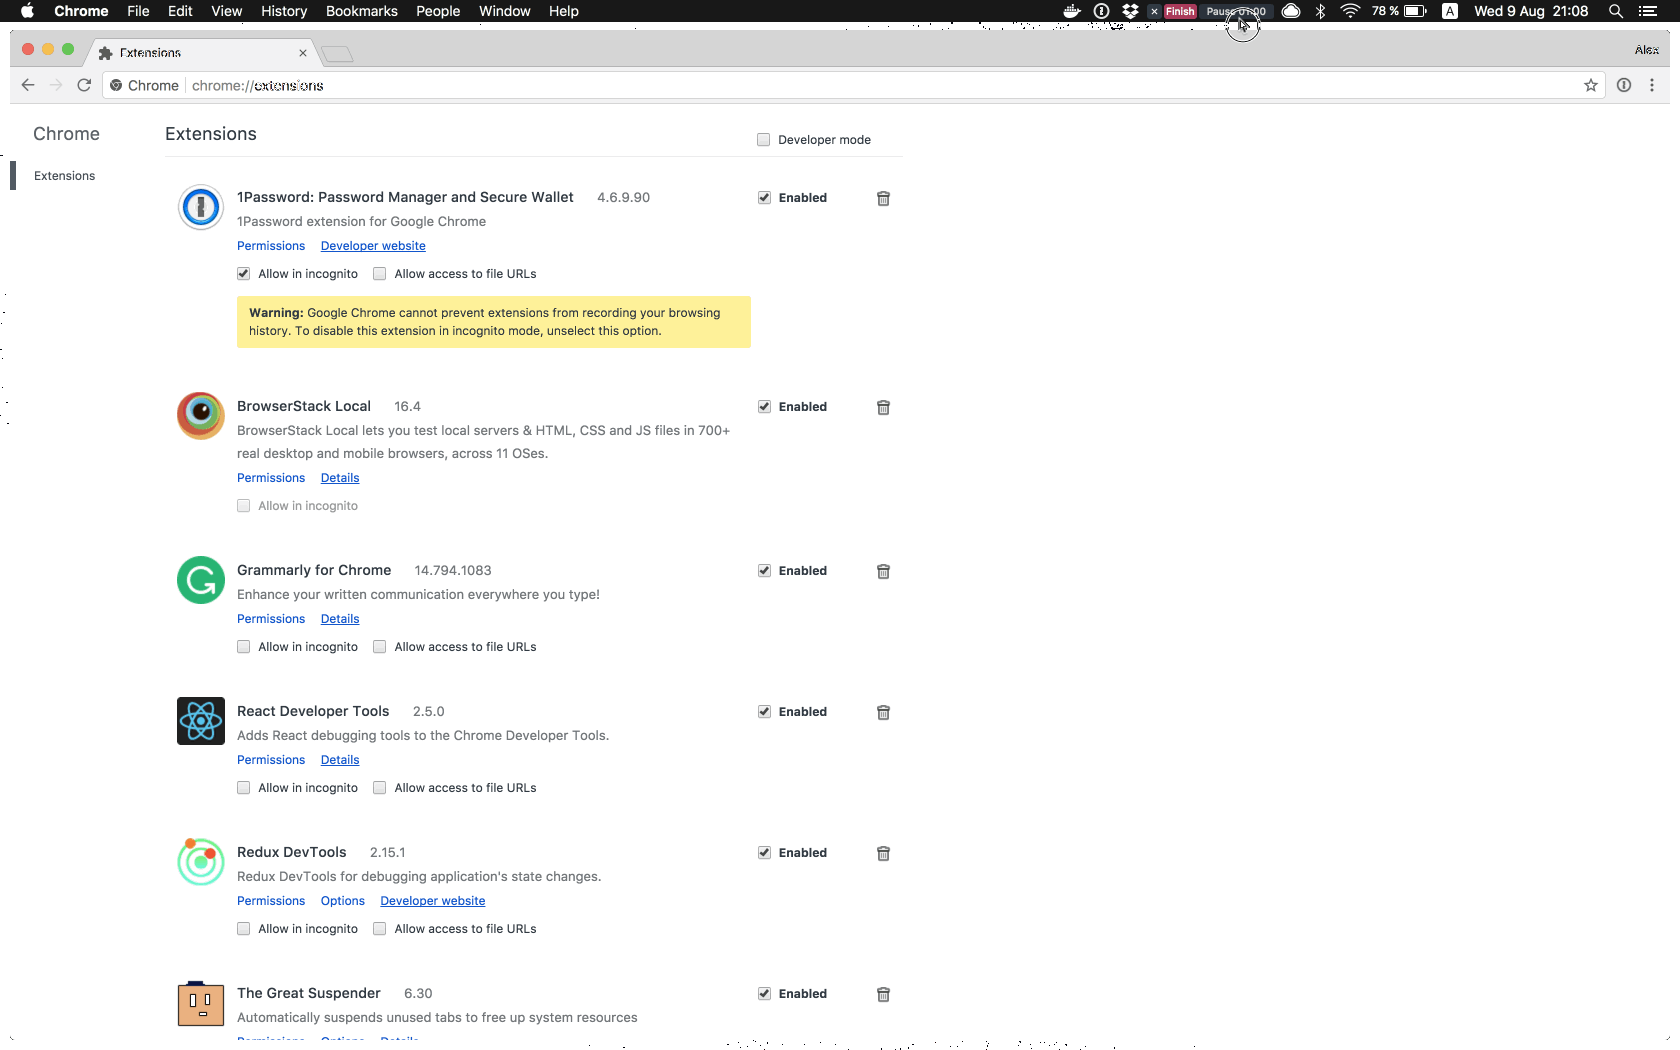 Chrome File Edit View History Bookmarks People Window Help Finish Pause 01:00 78 % A Wed 9 Aug 21:08
Extensions Alex
Chrome chrome://extensions
Chrome
Extensions
Extensions
Developer mode
1Password: Password Manager and Secure Wallet 4.6.9.90 Enabled
1Password extension for Google Chrome
Permissions Developer website
Allow in incognito Allow access to file URLs
Warning: Google Chrome cannot prevent extensions from recording your browsing
history. To disable this extension in incognito mode, unselect this option.
BrowserStack Local 16.4 Enabled
BrowserStack Local lets you test local servers & HTML, CSS and JS files in 700+
real desktop and mobile browsers, across 11 OSes.
Permissions Details
Allow in incognito
Grammarly for Chrome 14.794.1083 Enabled
Enhance your written communication everywhere you type!
Permissions Details
Allow in incognito Allow access to file URLs
React Developer Tools 2.5.0 Enabled
Adds React debugging tools to the Chrome Developer Tools.
Permissions Details
Allow in incognito Allow access to file URLs
Redux DevTools 2.15.1 Enabled
Redux DevTools for debugging application's state changes.
Permissions Options Developer website
Allow in incognito Allow access to file URLs
The Great Suspender 6.30 Enabled
Automatically suspends unused tabs to free up system resources
Permissions Options Details